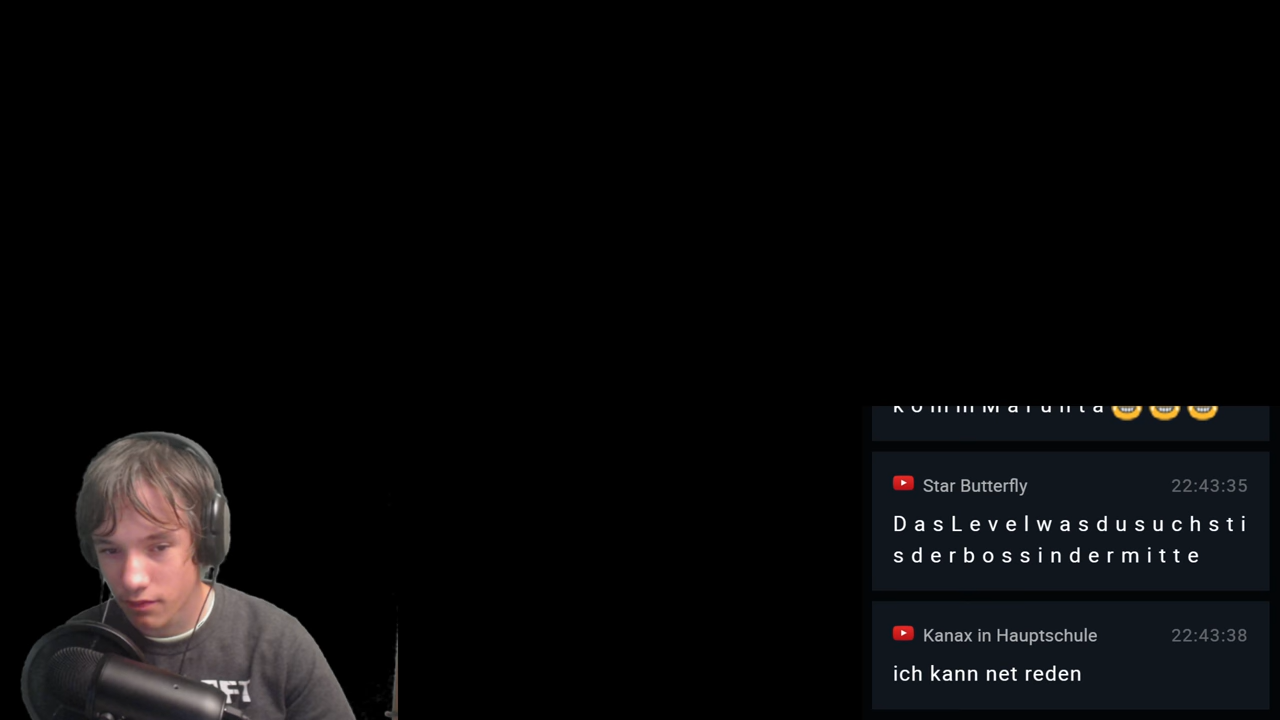 k o m m M a r u n t a
Star Butterfly 22:43:35
D a s L e v e l w a s d u s u c h s t i
s d e r b o s s i n d e r m i t t e
Kanax in Hauptschule 22:43:38
ich kann net reden